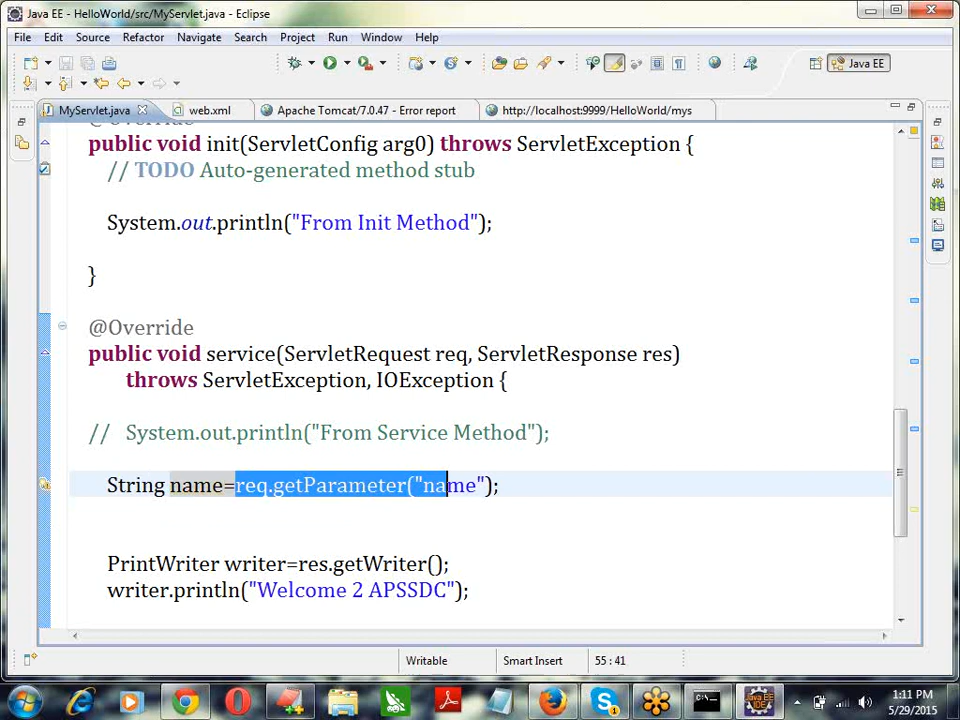 Java EE - HelloWorld/src/MyServlet.java - Eclipse
File Edit Source Refactor Navigate Search Project Run Window Help
Java EE
MyServlet.java web.xml Apache Tomcat/7.0.47 - Error report http://localhost:9999/HelloWorld/mys
@Override
public void init(ServletConfig arg0) throws ServletException {
// TODO Auto-generated method stub
System.out.println("From Init Method");
}
@Override
public void service(ServletRequest req, ServletResponse res)
throws ServletException, IOException {
// System.out.println("From Service Method");
String name=req.getParameter("name");
PrintWriter writer=res.getWriter();
writer.println("Welcome 2 APSSDC");
Writable Smart Insert 55 : 41
1:11 PM
5/29/2015